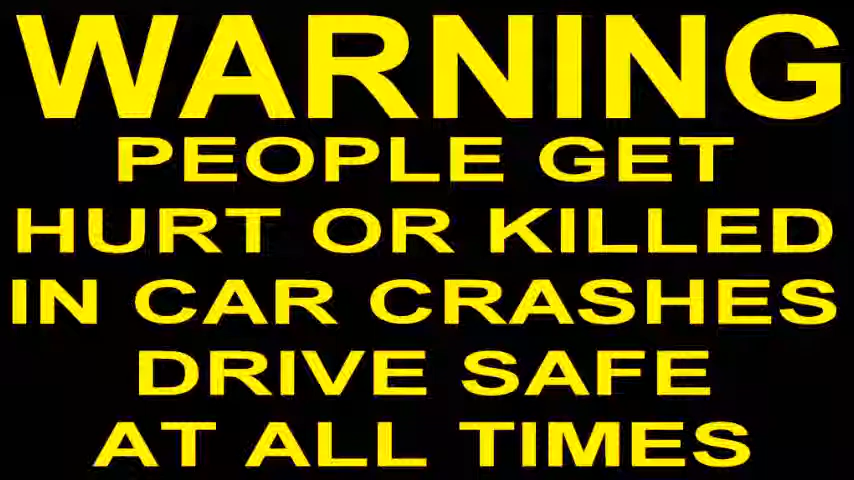 WARNING
PEOPLE GET
HURT OR KILLED
IN CAR CRASHES
DRIVE SAFE
AT ALL TIMES